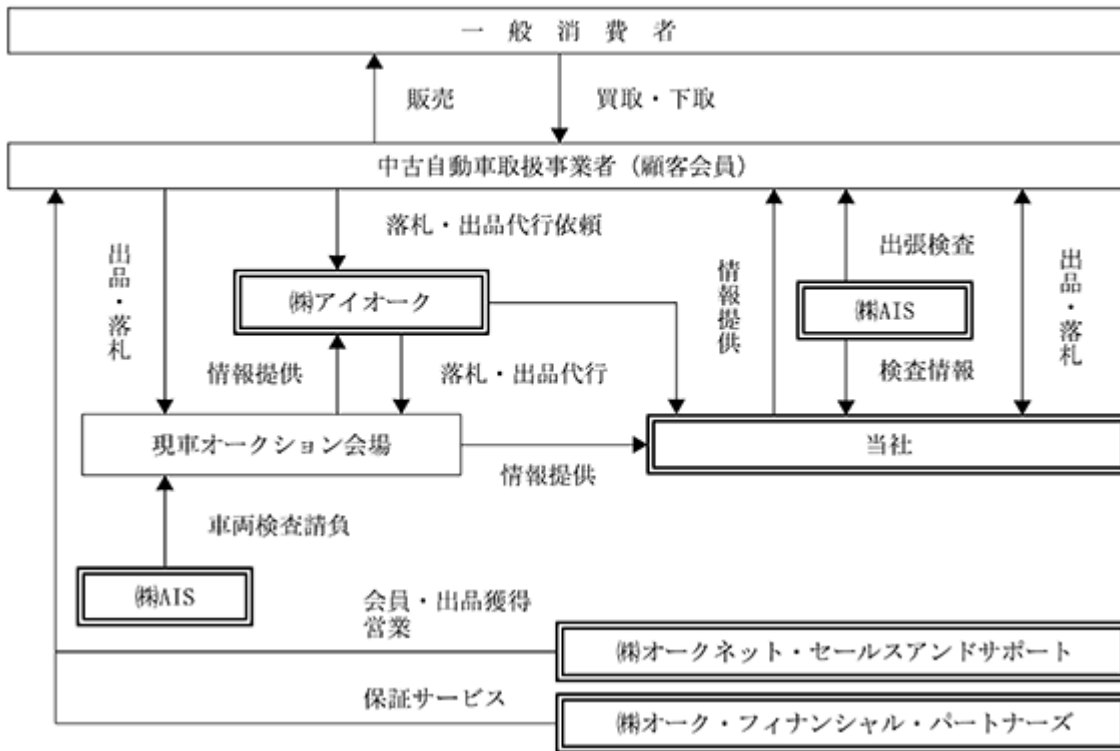 一般消費者
販売
買取・下取
中古自動車取扱事業者（顧客会員）
出品・落札
落札・出品代行依頼
㈱アイオーク
情報提供
落札・出品代行
情報提供
出張検査
㈱AIS
検査情報
出品・落札
現車オークション会場
情報提供
当社
車両検査請負
㈱AIS
会員・出品獲得
営業
㈱オークネット・セールスアンドサポート
保証サービス
㈱オーク・フィナンシャル・パートナーズ